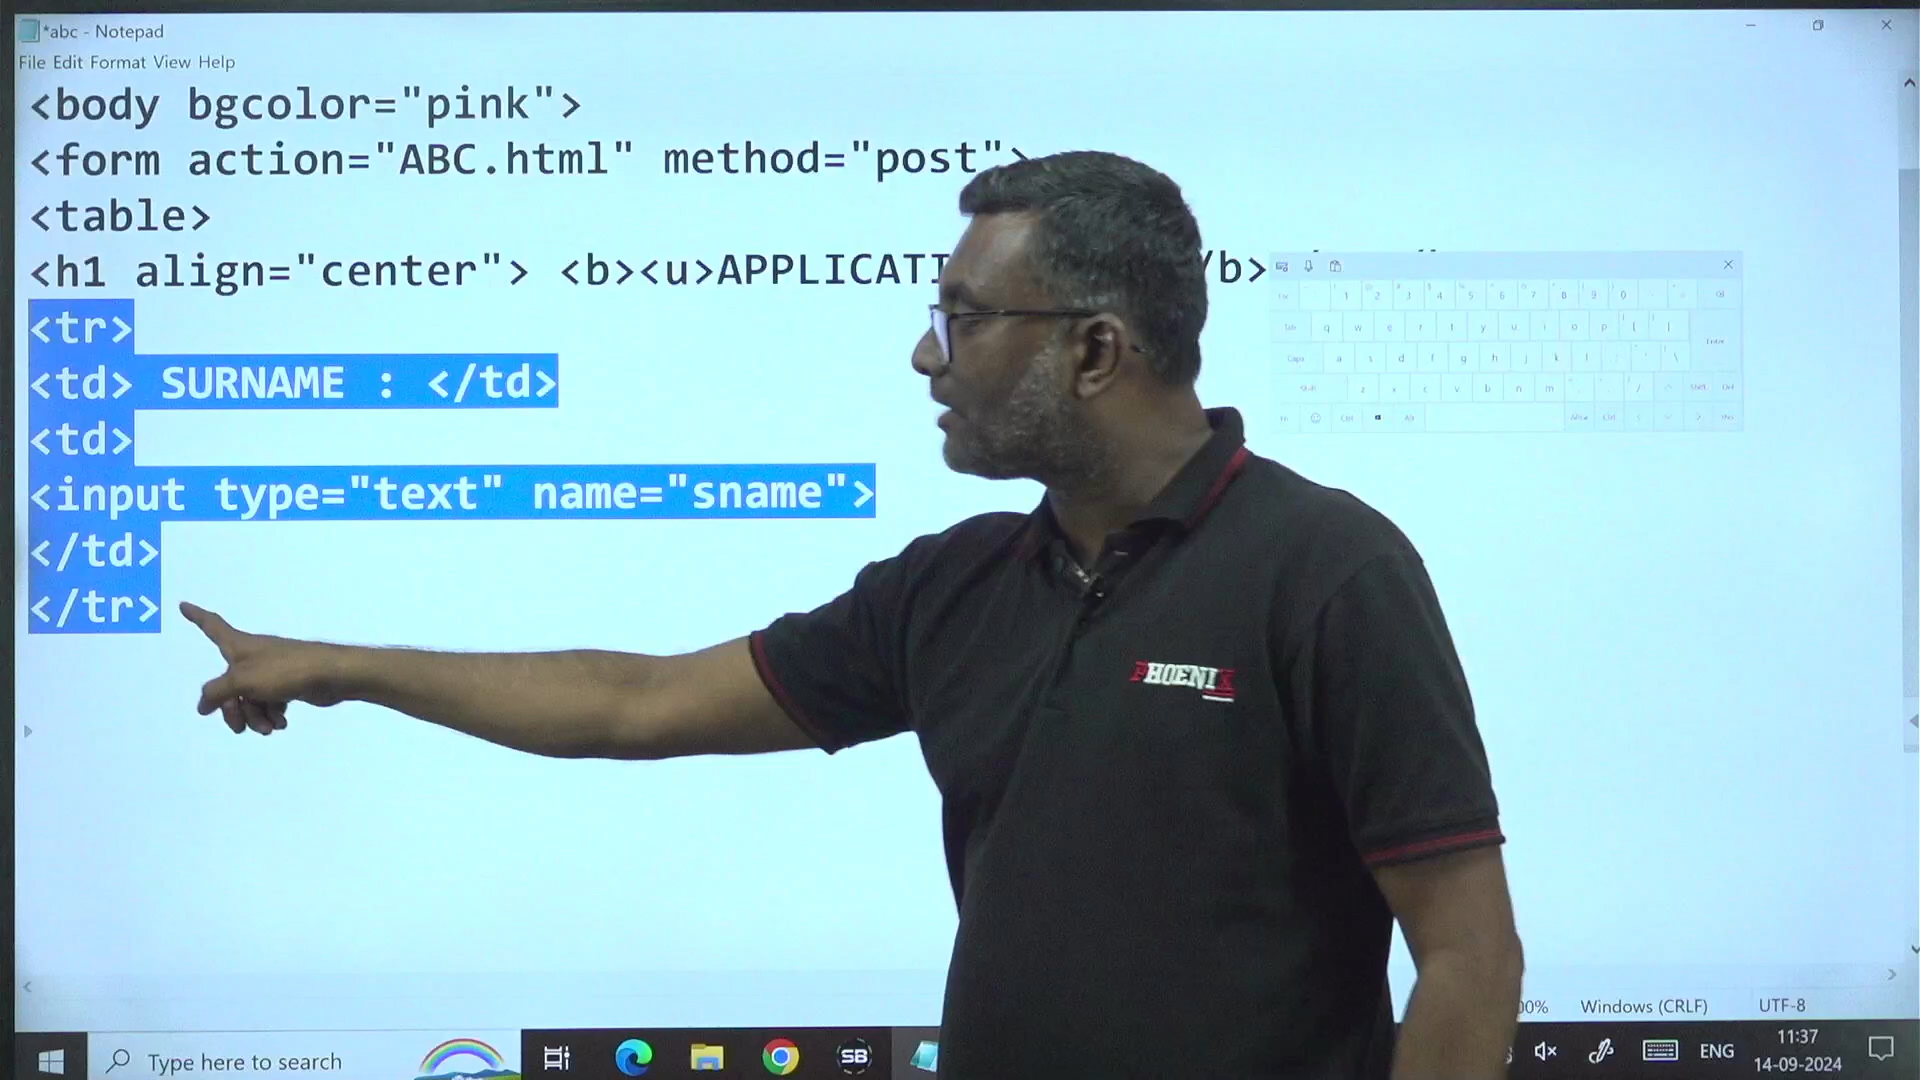 *abc - Notepad
File Edit Format View Help
<body bgcolor="pink">
<form action="ABC.html" method="post">
<table>
<h1 align="center"> <b><u>APPLICATI /b>
<tr>
<td> SURNAME : </td>
<td>
<input type="text" name="sname">
</td>
</tr>
PHOENIX
Windows (CRLF) UTF-8
Type here to search
SB
ENG
11:37
14-09-2024